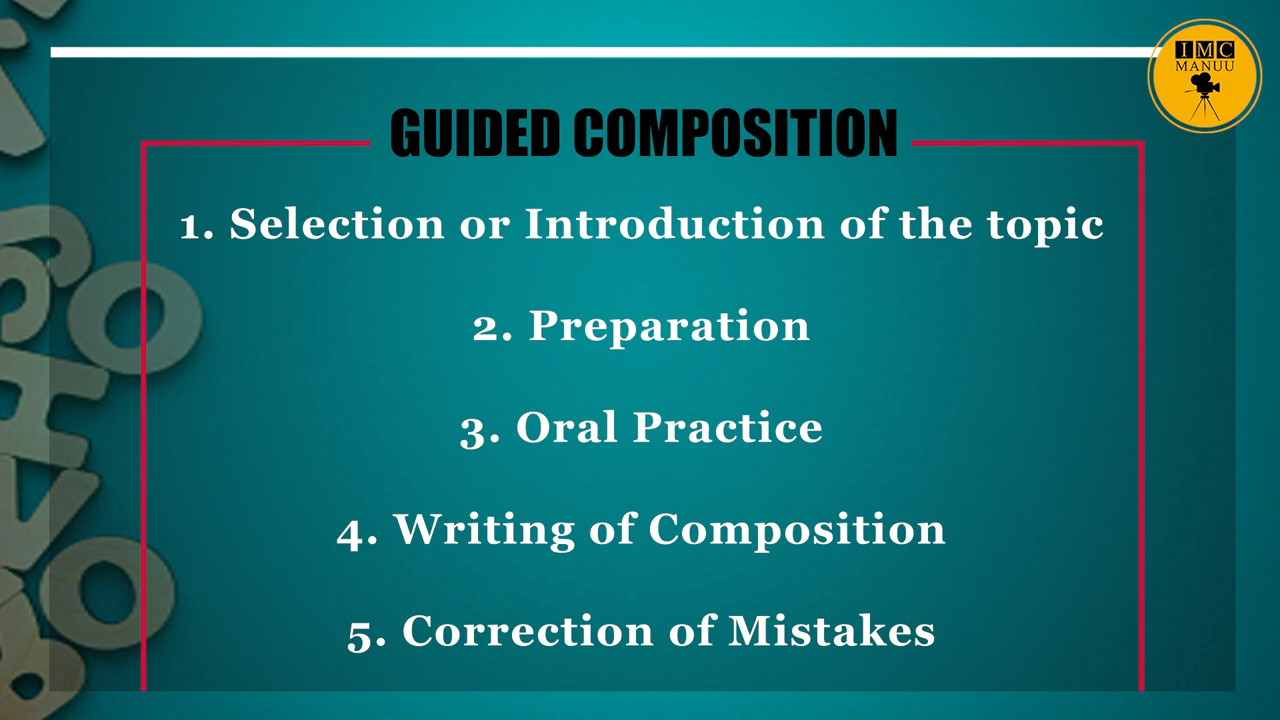 IMC
MANUU
GUIDED COMPOSITION
1. Selection or Introduction of the topic
2. Preparation
3. Oral Practice
4. Writing of Composition
5. Correction of Mistakes